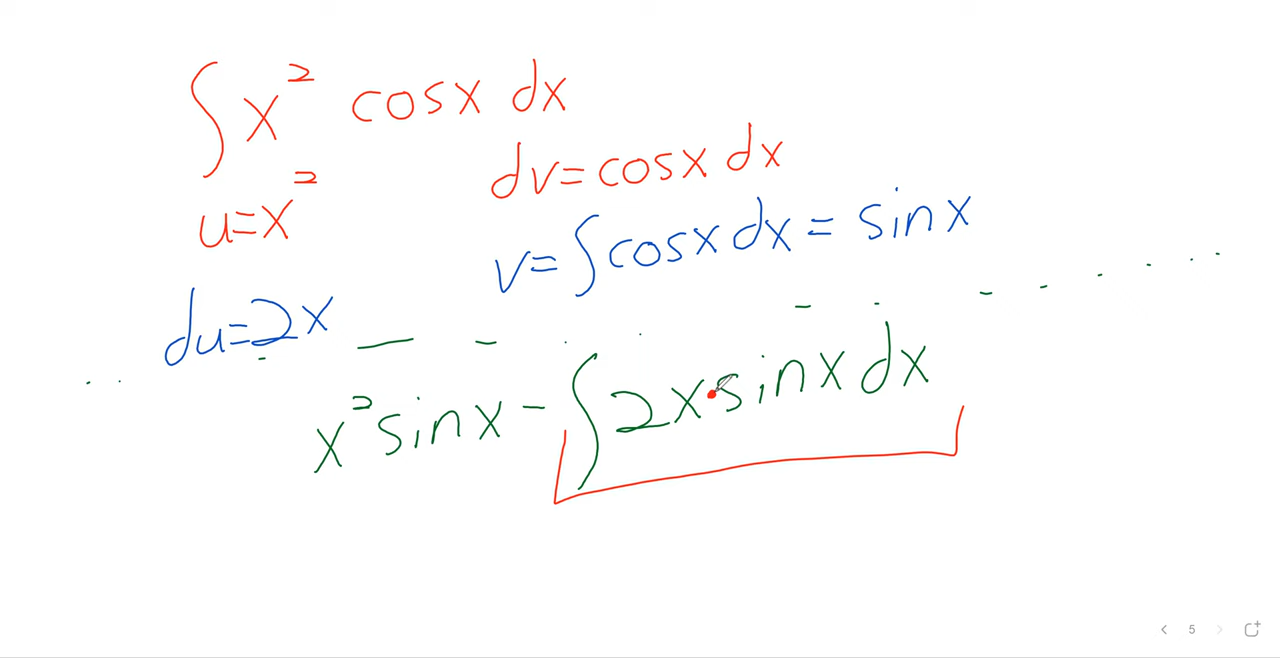 ∫ x² cosx dx
u=x² dv=cosx dx
du=2x v=∫cosx dx = sinx
x² sinx - ∫2x·sinx dx
5